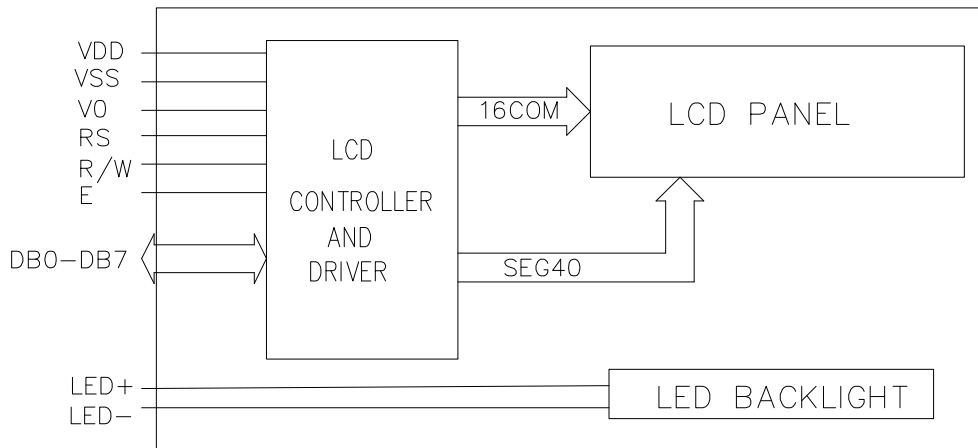 VDD
VSS
V0
RS
R/W
E
DB0-DB7
LED+
LED-
LCD
CONTROLLER
AND
DRIVER
16COM
SEG40
LCD PANEL
LED BACKLIGHT